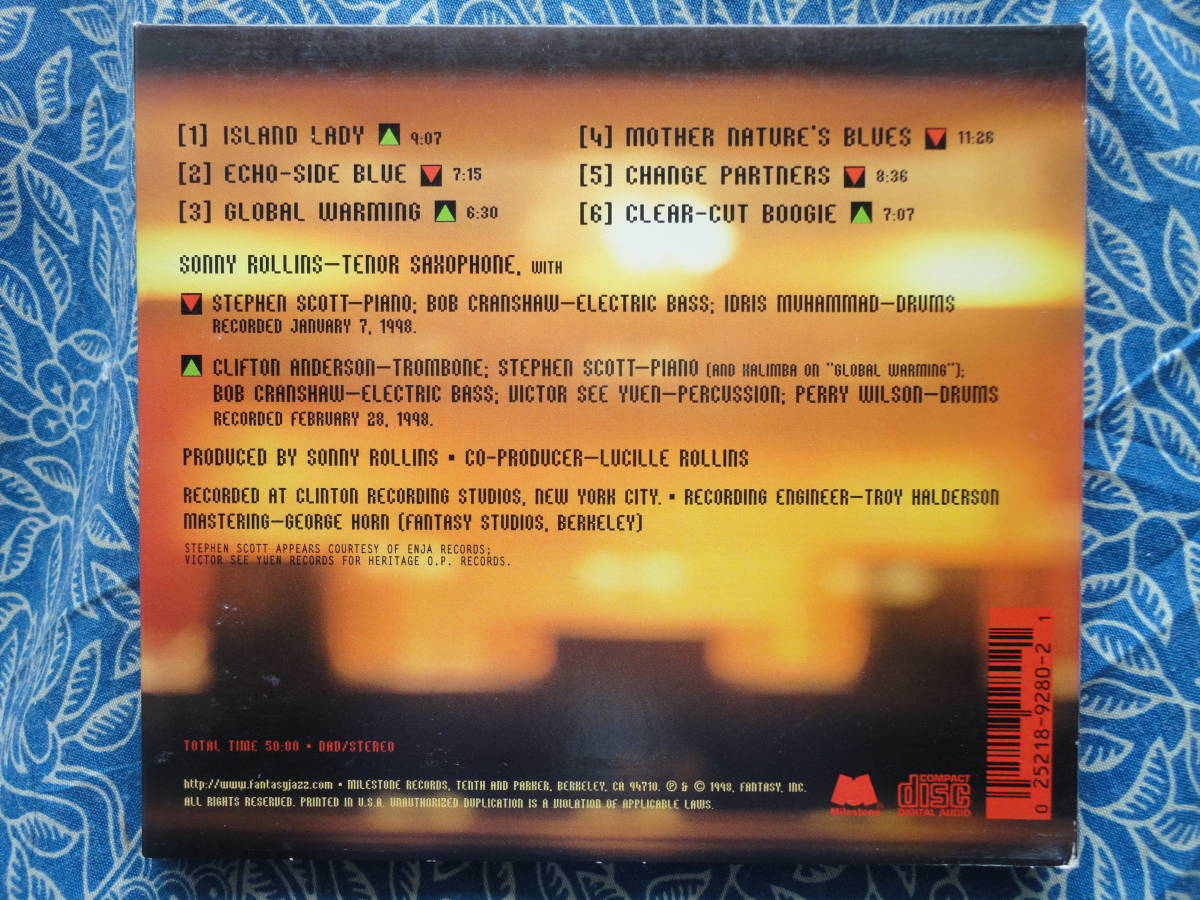 [1] ISLAND LADY 9:07
[2] ECHO-SIDE BLUE 7:15
[3] GLOBAL WARMING 6:30
[4] MOTHER NATURE'S BLUES 11:26
[5] CHANGE PARTNERS 8:36
[6] CLEAR-CUT BOOGIE 7:07
SONNY ROLLINS—TENOR SAXOPHONE, WITH
STEPHEN SCOTT—PIANO; BOB CRANSHAW—ELECTRIC BASS; IDRIS MUHAMMAD—DRUMS
RECORDED JANUARY 7, 1998.
CLIFTON ANDERSON—TROMBONE; STEPHEN SCOTT—PIANO (AND KALIMBA ON "GLOBAL WARMING");
BOB CRANSHAW—ELECTRIC BASS; VICTOR SEE YUEN—PERCUSSION; PERRY WILSON—DRUMS
RECORDED FEBRUARY 28, 1998.
PRODUCED BY SONNY ROLLINS • CO-PRODUCER—LUCILLE ROLLINS
RECORDED AT CLINTON RECORDING STUDIOS, NEW YORK CITY. • RECORDING ENGINEER—TROY HALDERSON
MASTERING—GEORGE HORN (FANTASY STUDIOS, BERKELEY)
STEPHEN SCOTT APPEARS COURTESY OF ENJA RECORDS;
VICTOR SEE YUEN RECORDS FOR HERITAGE O.P. RECORDS.
TOTAL TIME 50:00 • DAD/STEREO
http://www.fantasyjazz.com • MILESTONE RECORDS, TENTH AND PARKER, BERKELEY, CA 94710. ℗ & © 1998, FANTASY, INC.
ALL RIGHTS RESERVED. PRINTED IN U.S.A. UNAUTHORIZED DUPLICATION IS A VIOLATION OF APPLICABLE LAWS.
Milestone
COMPACT
disc
DIGITAL AUDIO
0 25218-9280-2 1